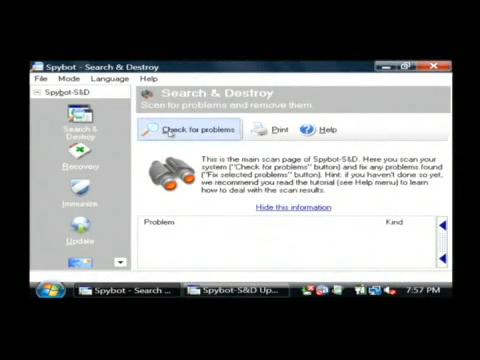 Spybot - Search & Destroy
File Mode Language Help
Spybot-S&D
Search & Destroy
Scan for problems and remove them.
Check for problems Print Help
Search &
Destroy
Recovery
Immunize
Update
This is the main scan page of Spybot-S&D. Here you scan your
system ("Check for problems" button) and fix any problems found
("Fix selected problems" button). Hint: if you haven't done so yet,
we recommend you read the tutorial (see Help menu) to learn
how to deal with the scan results.
Hide this information
Problem Kind
Spybot - Search ... Spybot-S&D Up... 7:57 PM